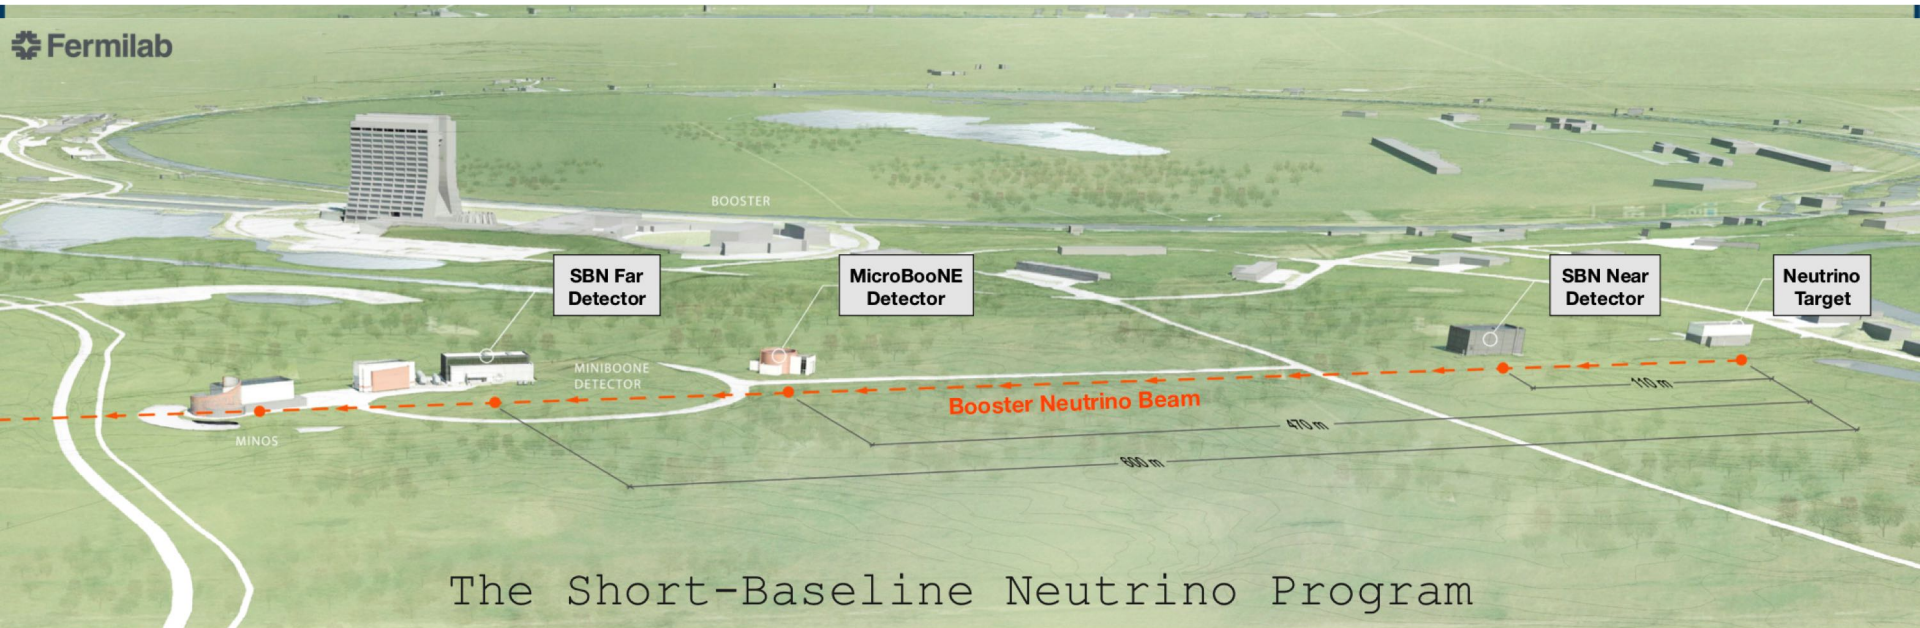 Fermilab
BOOSTER
SBN Far
Detector
MicroBooNE
Detector
SBN Near
Detector
Neutrino
Target
MINIBOONE
DETECTOR
110 m
Booster Neutrino Beam
470 m
MINOS
600 m
The Short-Baseline Neutrino Program